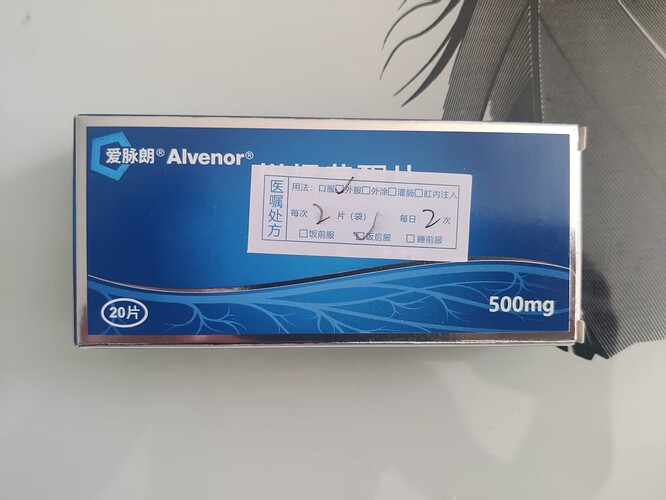 爱脉朗® Alvenor®
医嘱处方
用法：口服□外服□外涂□灌肠□肛内注入
每次 2 片（袋） 每日 2 次
□饭前服 □饭后服 □睡前服
20片
500mg